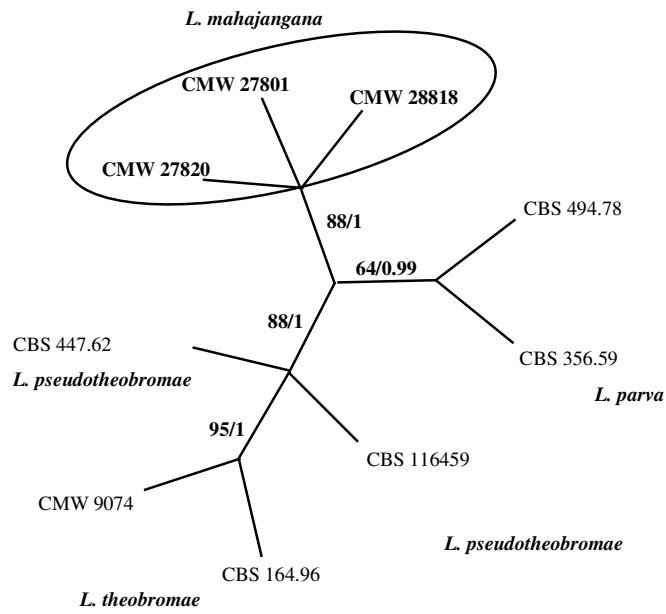 L. mahajangana
CMW 27801
CMW 28818
CMW 27820
CBS 494.78
88/1
64/0.99
88/1
CBS 447.62
CBS 356.59
L. pseudotheobromae
L. parva
95/1
CBS 116459
CMW 9074
L. pseudotheobromae
CBS 164.96
L. theobromae